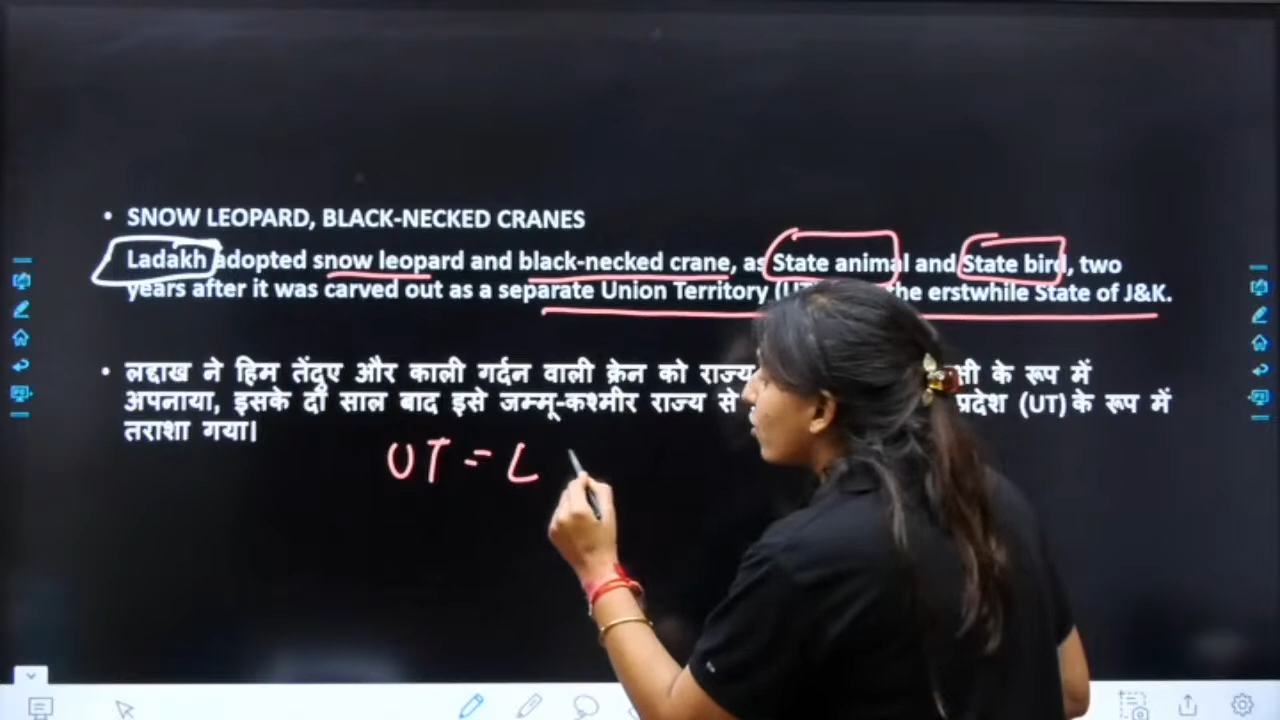 • SNOW LEOPARD, BLACK-NECKED CRANES
Ladakh adopted snow leopard and black-necked crane, as State animal and State bird, two
years after it was carved out as a separate Union Territory (UT) the erstwhile State of J&K.
• लद्दाख ने हिम तेंदुए और काली गर्दन वाली क्रेन को राज्य के रूप में
अपनाया, इसके दो साल बाद इसे जम्मू-कश्मीर राज्य से प्रदेश (UT) के रूप में
तराशा गया।
UT = L